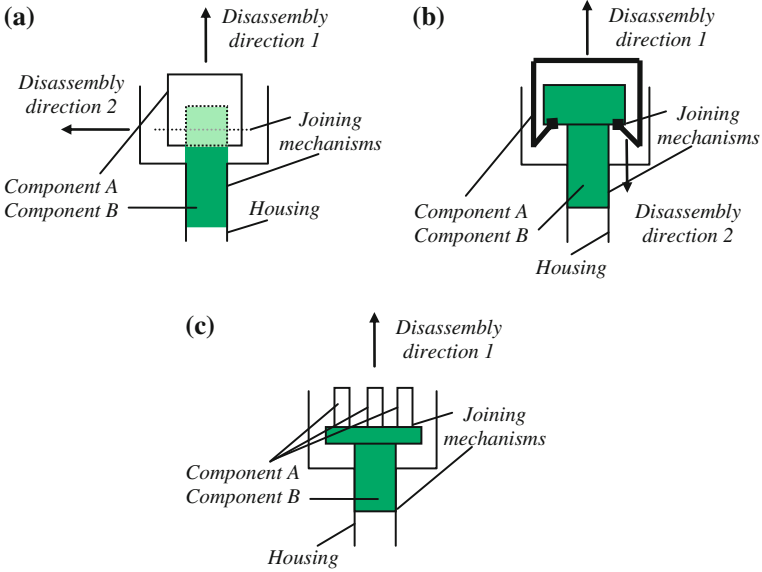 (a)
Disassembly
direction 1
Disassembly
direction 2
Joining
mechanisms
Component A
Component B
Housing
(b)
Disassembly
direction 1
Joining
mechanisms
Component A
Component B
Disassembly
direction 2
Housing
(c)
Disassembly
direction 1
Joining
mechanisms
Component A
Component B
Housing